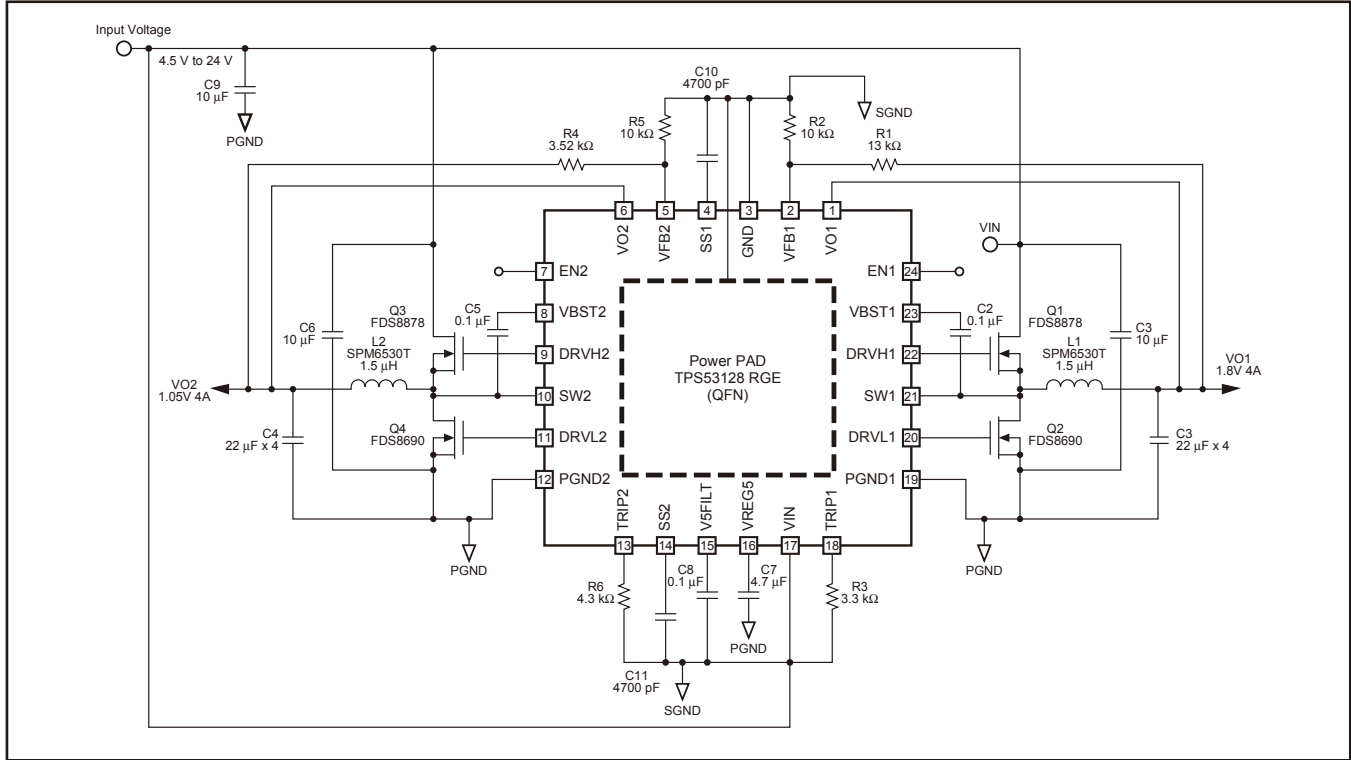 Input Voltage
4.5 V to 24 V
C9
10 µF
PGND
C10
4700 pF
SGND
R5
10 kΩ
R2
10 kΩ
R4
3.52 kΩ
R1
13 kΩ
6
5
4
3
2
1
VO2
VFB2
SS1
GND
VFB1
VO1
VIN
7
EN2
EN1
24
C6
10 µF
Q3
FDS8878
L2
SPM6530T
1.5 µH
C5
0.1 µF
8
VBST2
VBST1
23
C2
0.1 µF
Q1
FDS8878
L1
SPM6530T
1.5 µH
C3
10 µF
9
DRVH2
DRVH1
22
Power PAD
TPS53128 RGE
(QFN)
VO2
1.05V 4A
10
SW2
SW1
21
VO1
1.8V 4A
C4
22 µF x 4
Q4
FDS8690
11
DRVL2
DRVL1
20
Q2
FDS8690
C3
22 µF x 4
12
PGND2
PGND1
19
TRIP2
SS2
V5FILT
VREG5
VIN
TRIP1
13
14
15
16
17
18
PGND
PGND
R6
4.3 kΩ
C8
0.1 µF
C7
4.7 µF
R3
3.3 kΩ
PGND
C11
4700 pF
SGND